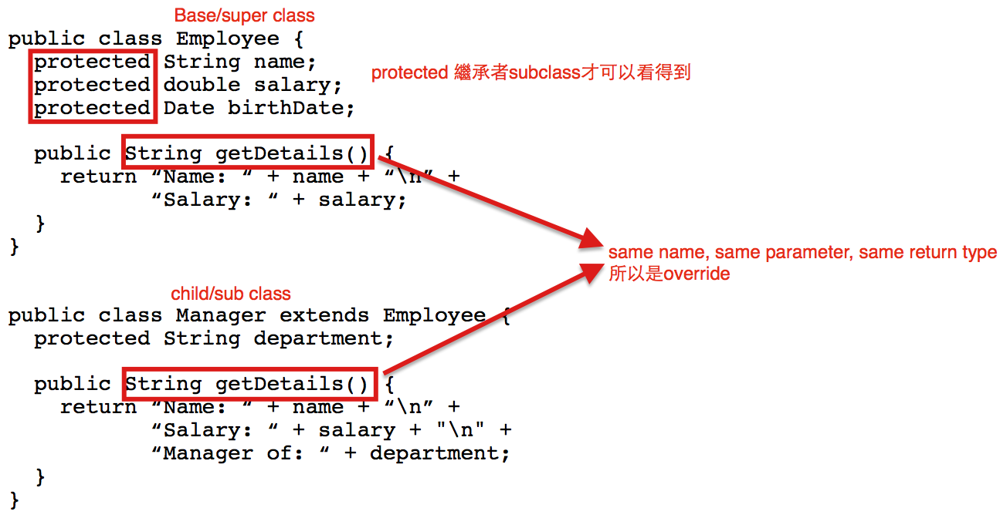 Base/super class
public class Employee {
protected String name;
protected double salary;
protected Date birthDate;
protected 繼承者subclass才可以看得到
public String getDetails() {
return “Name: “ + name + “\n” +
“Salary: “ + salary;
}
}
same name, same parameter, same return type
所以是override
child/sub class
public class Manager extends Employee {
protected String department;
public String getDetails() {
return “Name: “ + name + “\n” +
“Salary: “ + salary + "\n" +
“Manager of: “ + department;
}
}